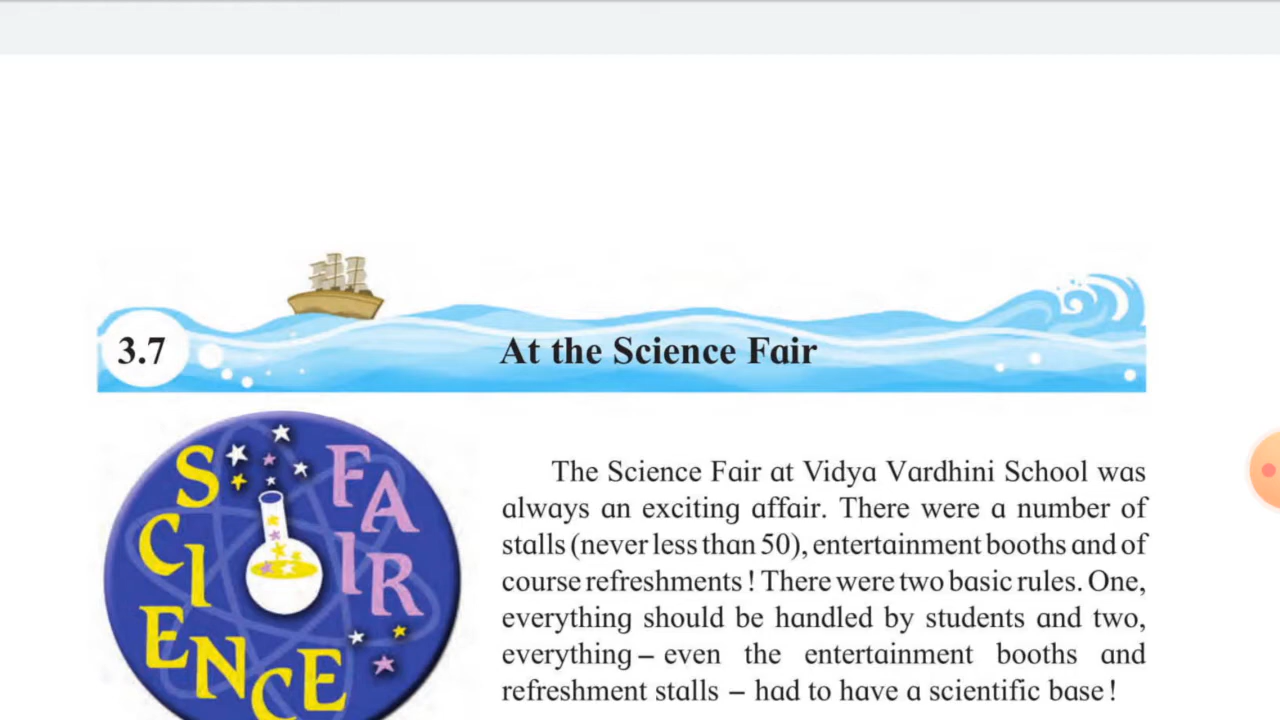 3.7
At the Science Fair
SCIENCE
FAIR
The Science Fair at Vidya Vardhini School was
always an exciting affair. There were a number of
stalls (never less than 50), entertainment booths and of
course refreshments ! There were two basic rules. One,
everything should be handled by students and two,
everything – even the entertainment booths and
refreshment stalls – had to have a scientific base !